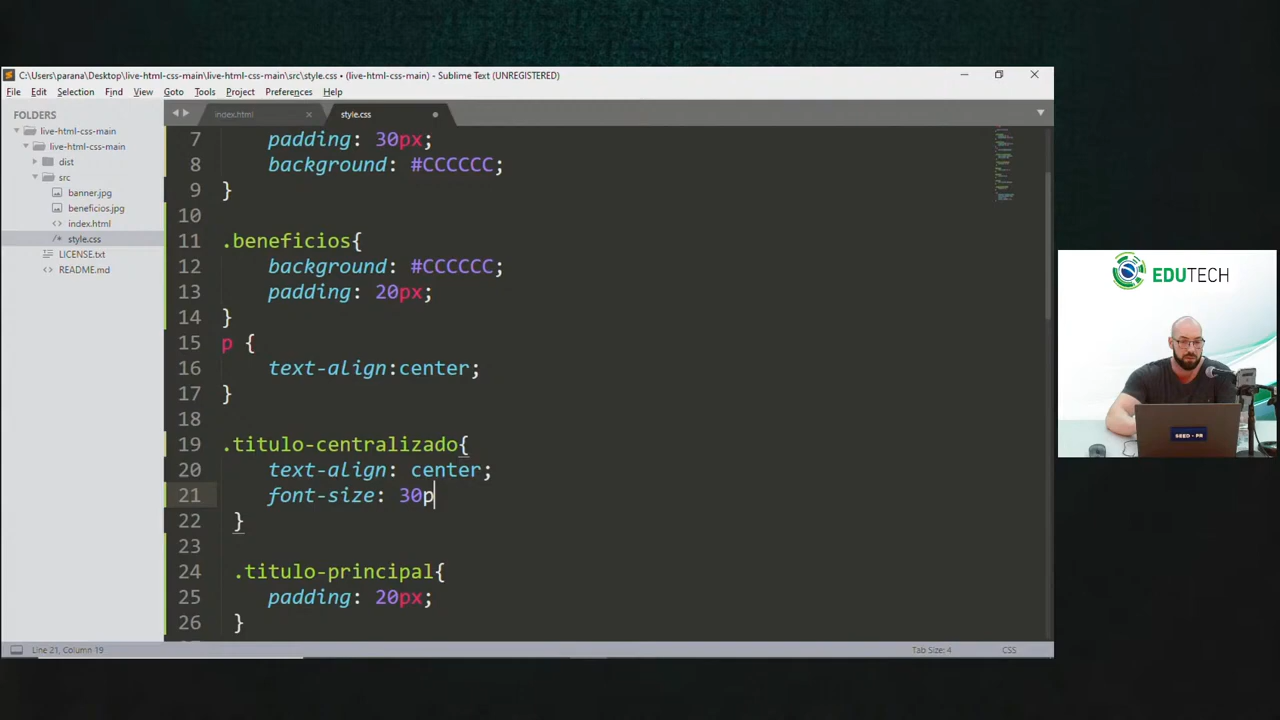 C:\Users\parana\Desktop\live-html-css-main\live-html-css-main\src\style.css • (live-html-css-main) - Sublime Text (UNREGISTERED)
File Edit Selection Find View Goto Tools Project Preferences Help
FOLDERS
live-html-css-main
live-html-css-main
dist
src
banner.jpg
beneficios.jpg
<> index.html
/* style.css
LICENSE.txt
<> README.md
index.html × style.css •
7 padding: 30px;
8 background: #CCCCCC;
9 }
10
11 .beneficios{
12 background: #CCCCCC;
13 padding: 20px;
14 }
15 p {
16 text-align:center;
17 }
18
19 .titulo-centralizado{
20 text-align: center;
21 font-size: 30p
22 }
23
24 .titulo-principal{
25 padding: 20px;
26 }
Line 21, Column 19
Tab Size: 4
CSS
EDUTECH
SEED - PR